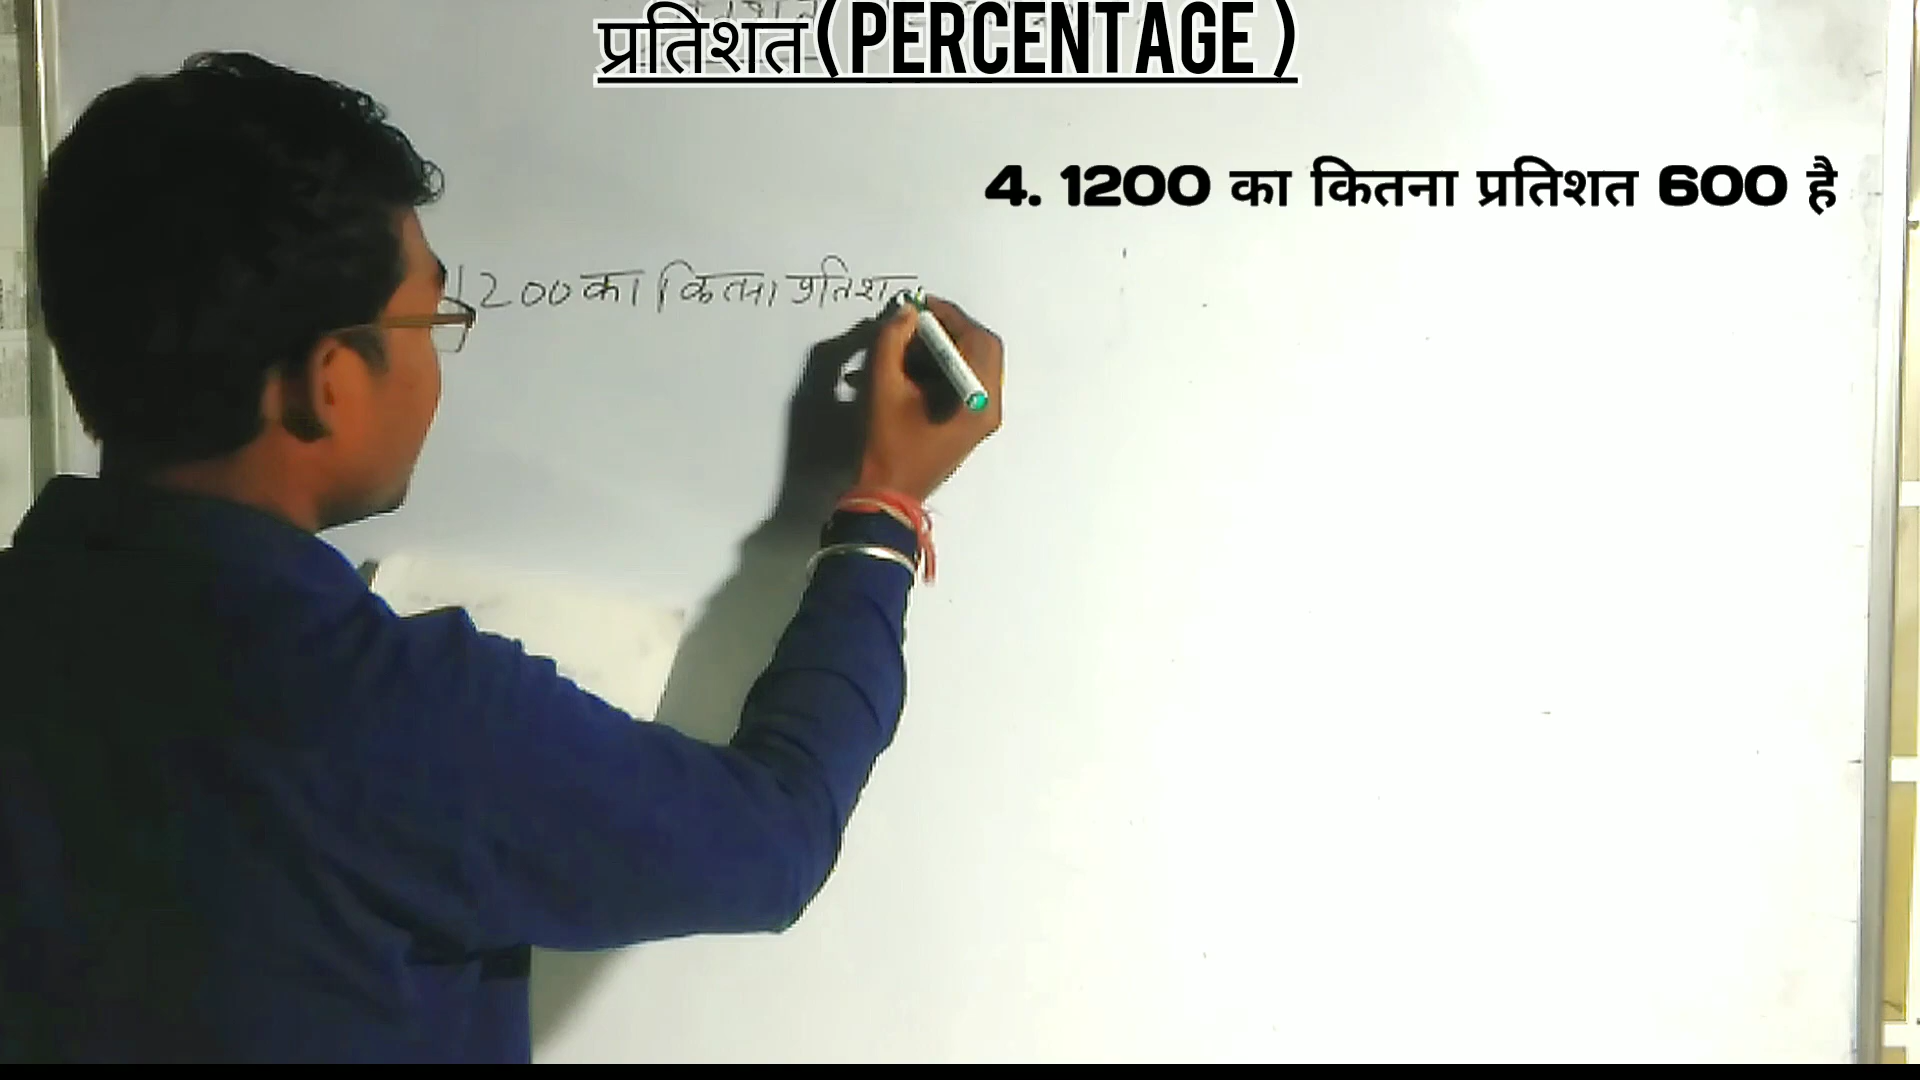 प्रतिशत(PERCENTAGE )
4. 1200 का कितना प्रतिशत 600 है
1200 का कितना प्रतिशत